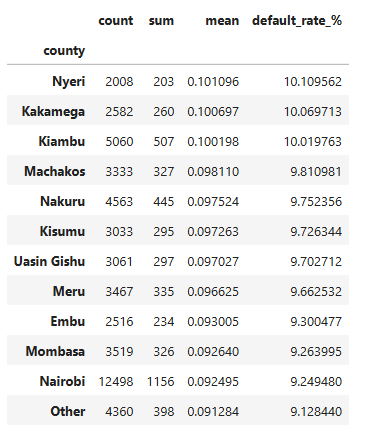 count sum mean default_rate_%
county
Nyeri 2008 203 0.101096 10.109562
Kakamega 2582 260 0.100697 10.069713
Kiambu 5060 507 0.100198 10.019763
Machakos 3333 327 0.098110 9.810981
Nakuru 4563 445 0.097524 9.752356
Kisumu 3033 295 0.097263 9.726344
Uasin Gishu 3061 297 0.097027 9.702712
Meru 3467 335 0.096625 9.662532
Embu 2516 234 0.093005 9.300477
Mombasa 3519 326 0.092640 9.263995
Nairobi 12498 1156 0.092495 9.249480
Other 4360 398 0.091284 9.128440